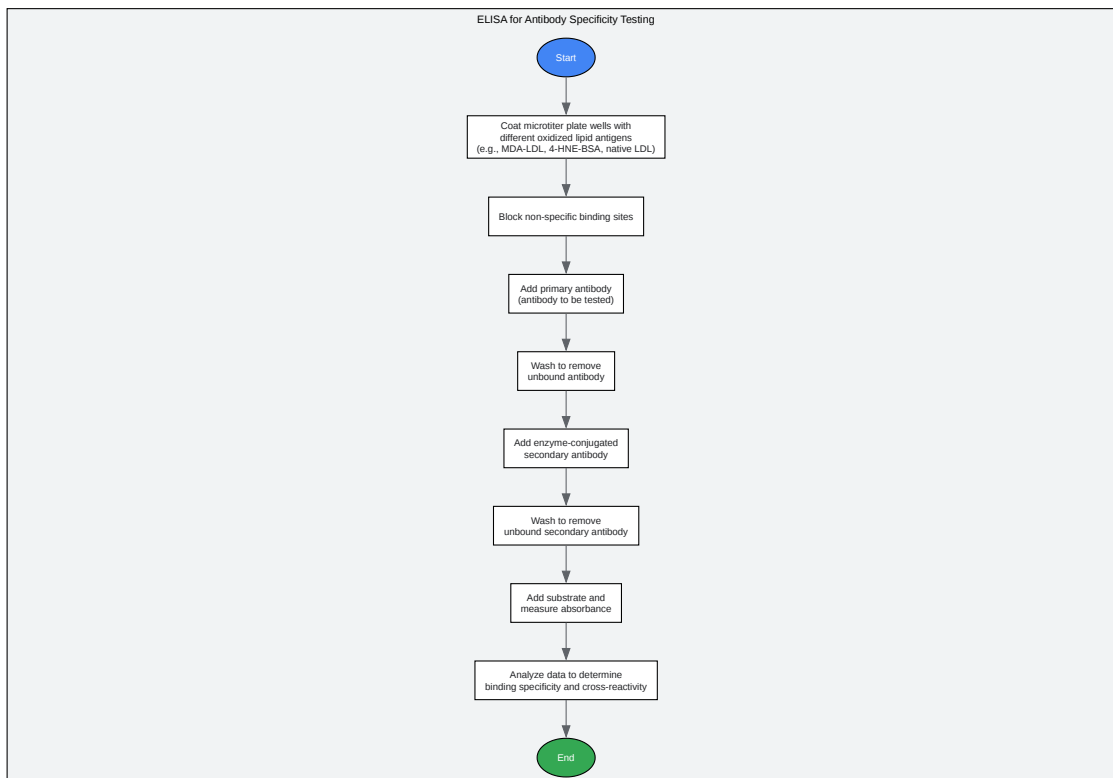 ELISA for Antibody Specificity Testing
Start
Coat microtiter plate wells with
different oxidized lipid antigens
(e.g., MDA-LDL, 4-HNE-BSA, native LDL)
Block non-specific binding sites
Add primary antibody
(antibody to be tested)
Wash to remove
unbound antibody
Add enzyme-conjugated
secondary antibody
Wash to remove
unbound secondary antibody
Add substrate and
measure absorbance
Analyze data to determine
binding specificity and cross-reactivity
End